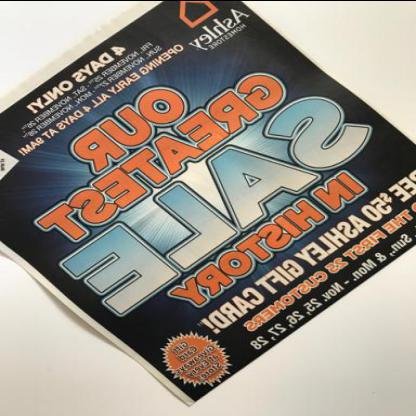 Ashley
HOMESTORE
4 DAYS ONLY!
FRI., NOVEMBER 25TH - SAT., NOVEMBER 26TH
SUN., NOVEMBER 27TH - MON., NOVEMBER 28TH
OPENING EARLY ALL 4 DAYS AT 9AM!
OUR
GREATEST
SALE
IN HISTORY
$50 ASHLEY GIFT CARD!
THE FIRST 25 CUSTOMERS
Sun., & Mon. - Nov. 25, 26, 27, 28